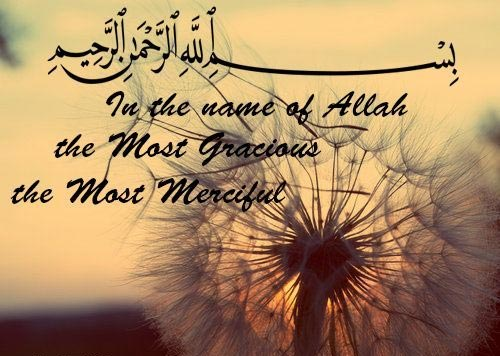 بِسْمِ ٱللَّٰهِ ٱلرَّحْمَٰنِ ٱلرَّحِيمِ
In the name of Allah
the Most Gracious
the Most Merciful